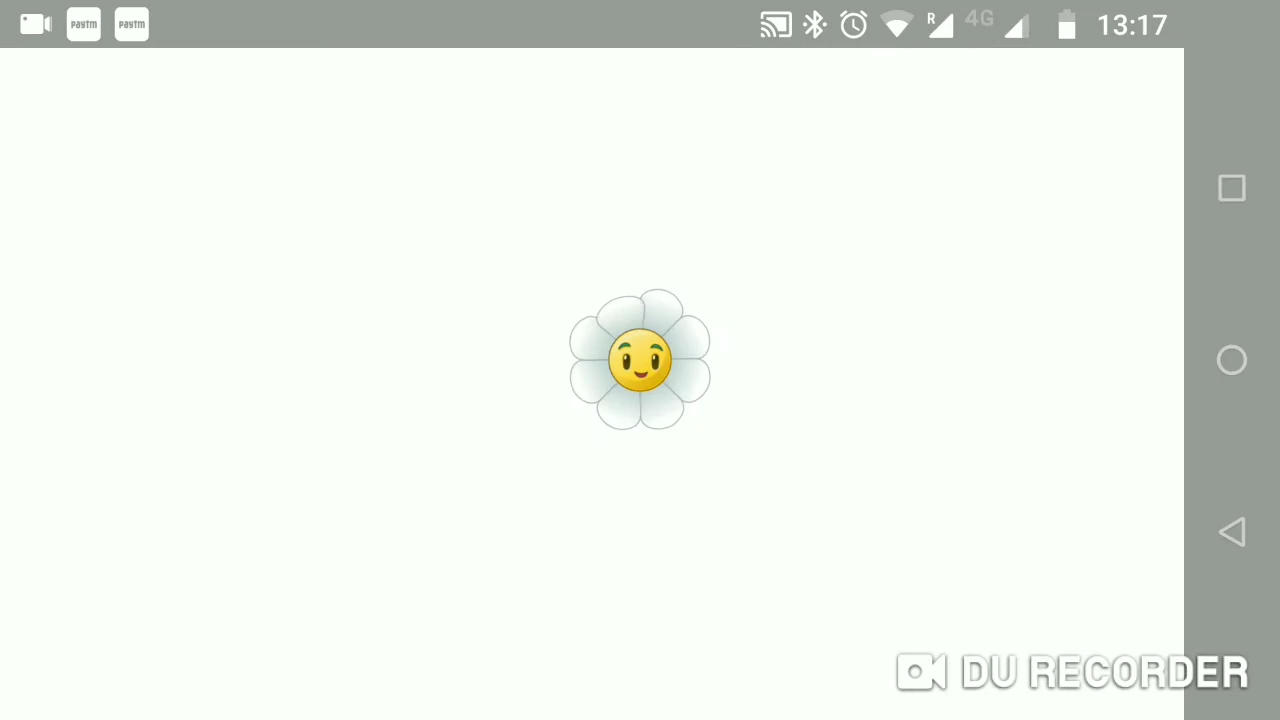 paytm
paytm
R
4G
13:17
DU RECORDER